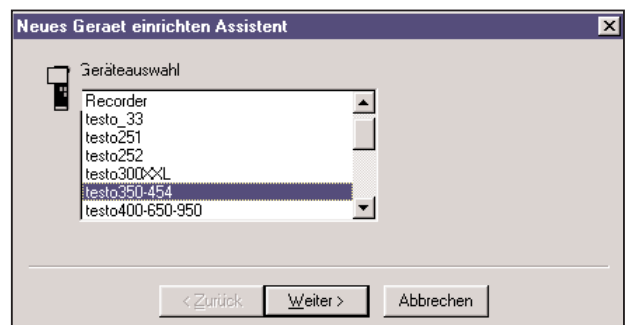 Neues Geraet einrichten Assistent
Geräteauswahl
Recorder
testo_33
testo251
testo252
testo300XXL
testo350-454
testo400-650-950
< Zurück
Weiter >
Abbrechen